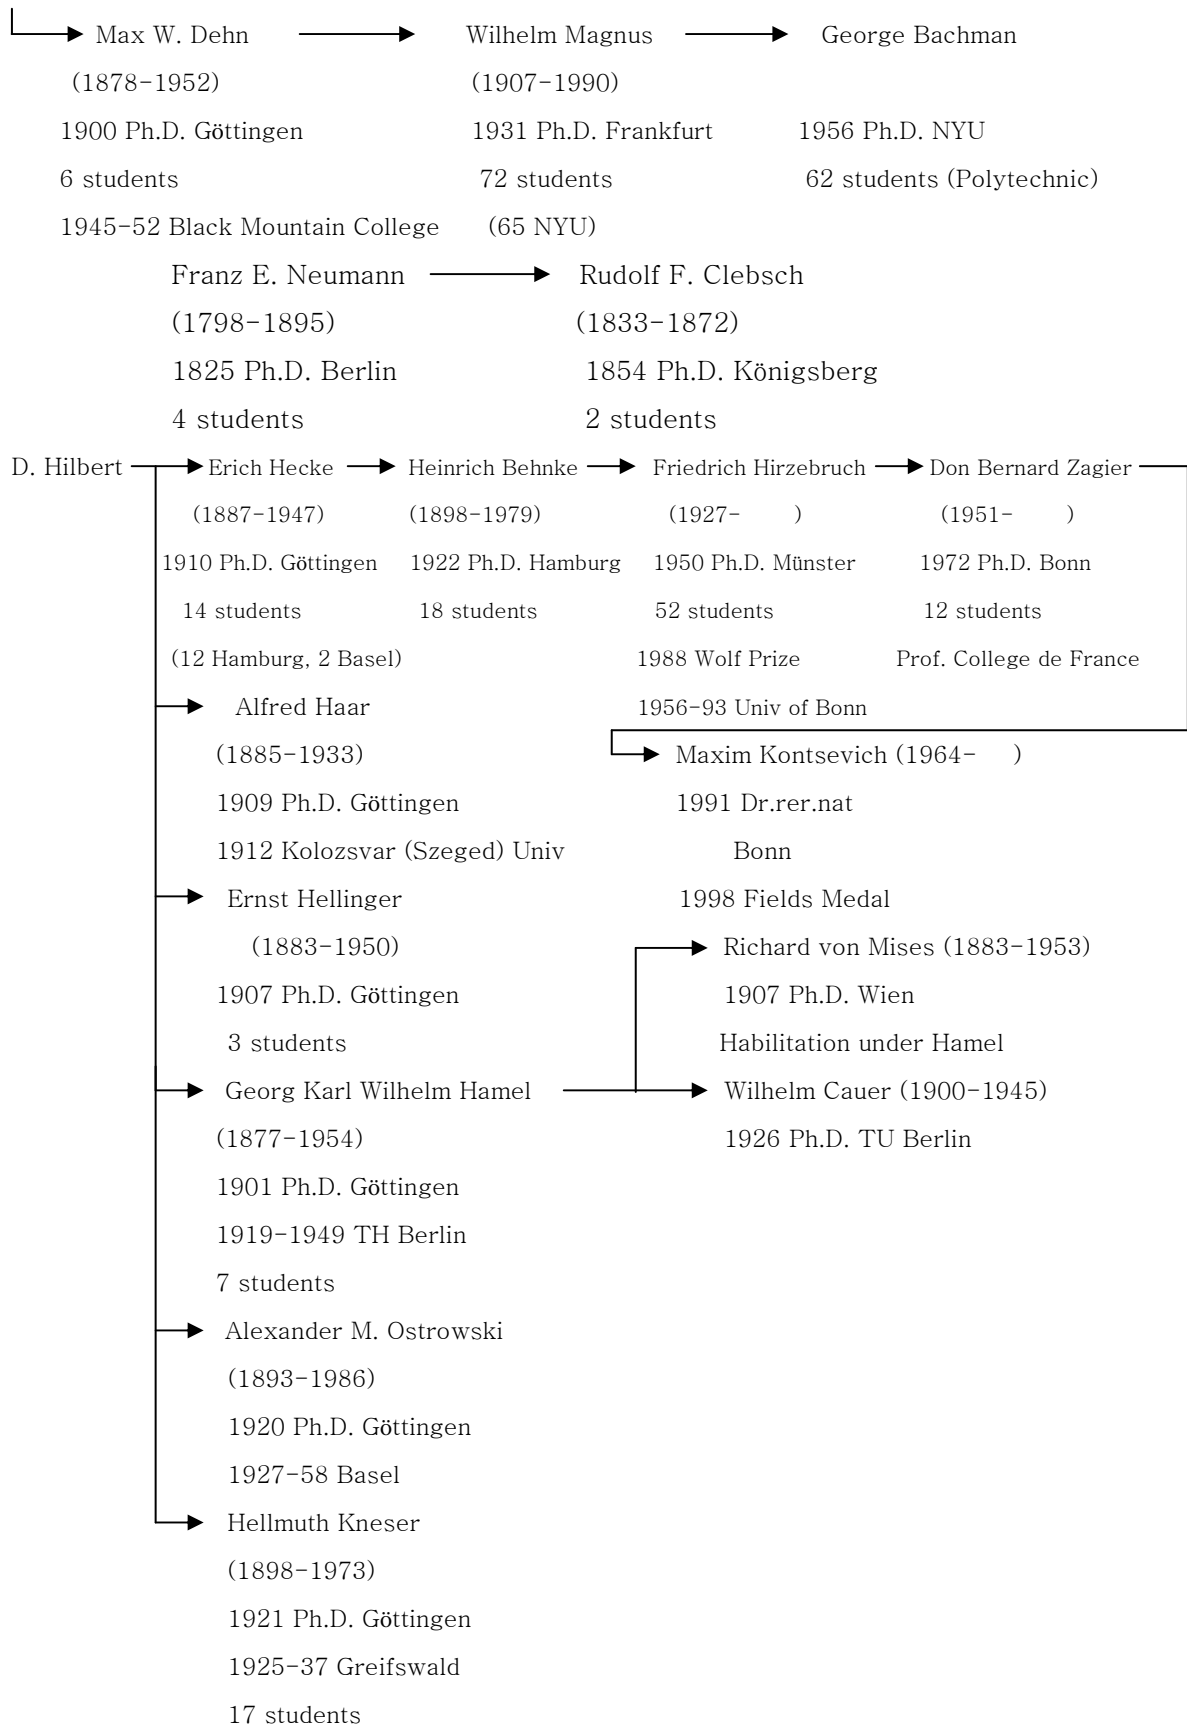 Max W. Dehn Wilhelm Magnus George Bachman
(1878-1952) (1907-1990)
1900 Ph.D. Göttingen 1931 Ph.D. Frankfurt 1956 Ph.D. NYU
6 students 72 students 62 students (Polytechnic)
1945-52 Black Mountain College (65 NYU)
Franz E. Neumann Rudolf F. Clebsch
(1798-1895) (1833-1872)
1825 Ph.D. Berlin 1854 Ph.D. Königsberg
4 students 2 students
D. Hilbert Erich Hecke Heinrich Behnke Friedrich Hirzebruch Don Bernard Zagier
(1887-1947) (1898-1979) (1927- ) (1951- )
1910 Ph.D. Göttingen 1922 Ph.D. Hamburg 1950 Ph.D. Münster 1972 Ph.D. Bonn
14 students 18 students 52 students 12 students
(12 Hamburg, 2 Basel) 1988 Wolf Prize Prof. College de France
Alfred Haar 1956-93 Univ of Bonn
(1885-1933) Maxim Kontsevich (1964- )
1909 Ph.D. Göttingen 1991 Dr.rer.nat
1912 Kolozsvar (Szeged) Univ Bonn
Ernst Hellinger 1998 Fields Medal
(1883-1950) Richard von Mises (1883-1953)
1907 Ph.D. Göttingen 1907 Ph.D. Wien
3 students Habilitation under Hamel
Georg Karl Wilhelm Hamel Wilhelm Cauer (1900-1945)
(1877-1954) 1926 Ph.D. TU Berlin
1901 Ph.D. Göttingen
1919-1949 TH Berlin
7 students
Alexander M. Ostrowski
(1893-1986)
1920 Ph.D. Göttingen
1927-58 Basel
Hellmuth Kneser
(1898-1973)
1921 Ph.D. Göttingen
1925-37 Greifswald
17 students